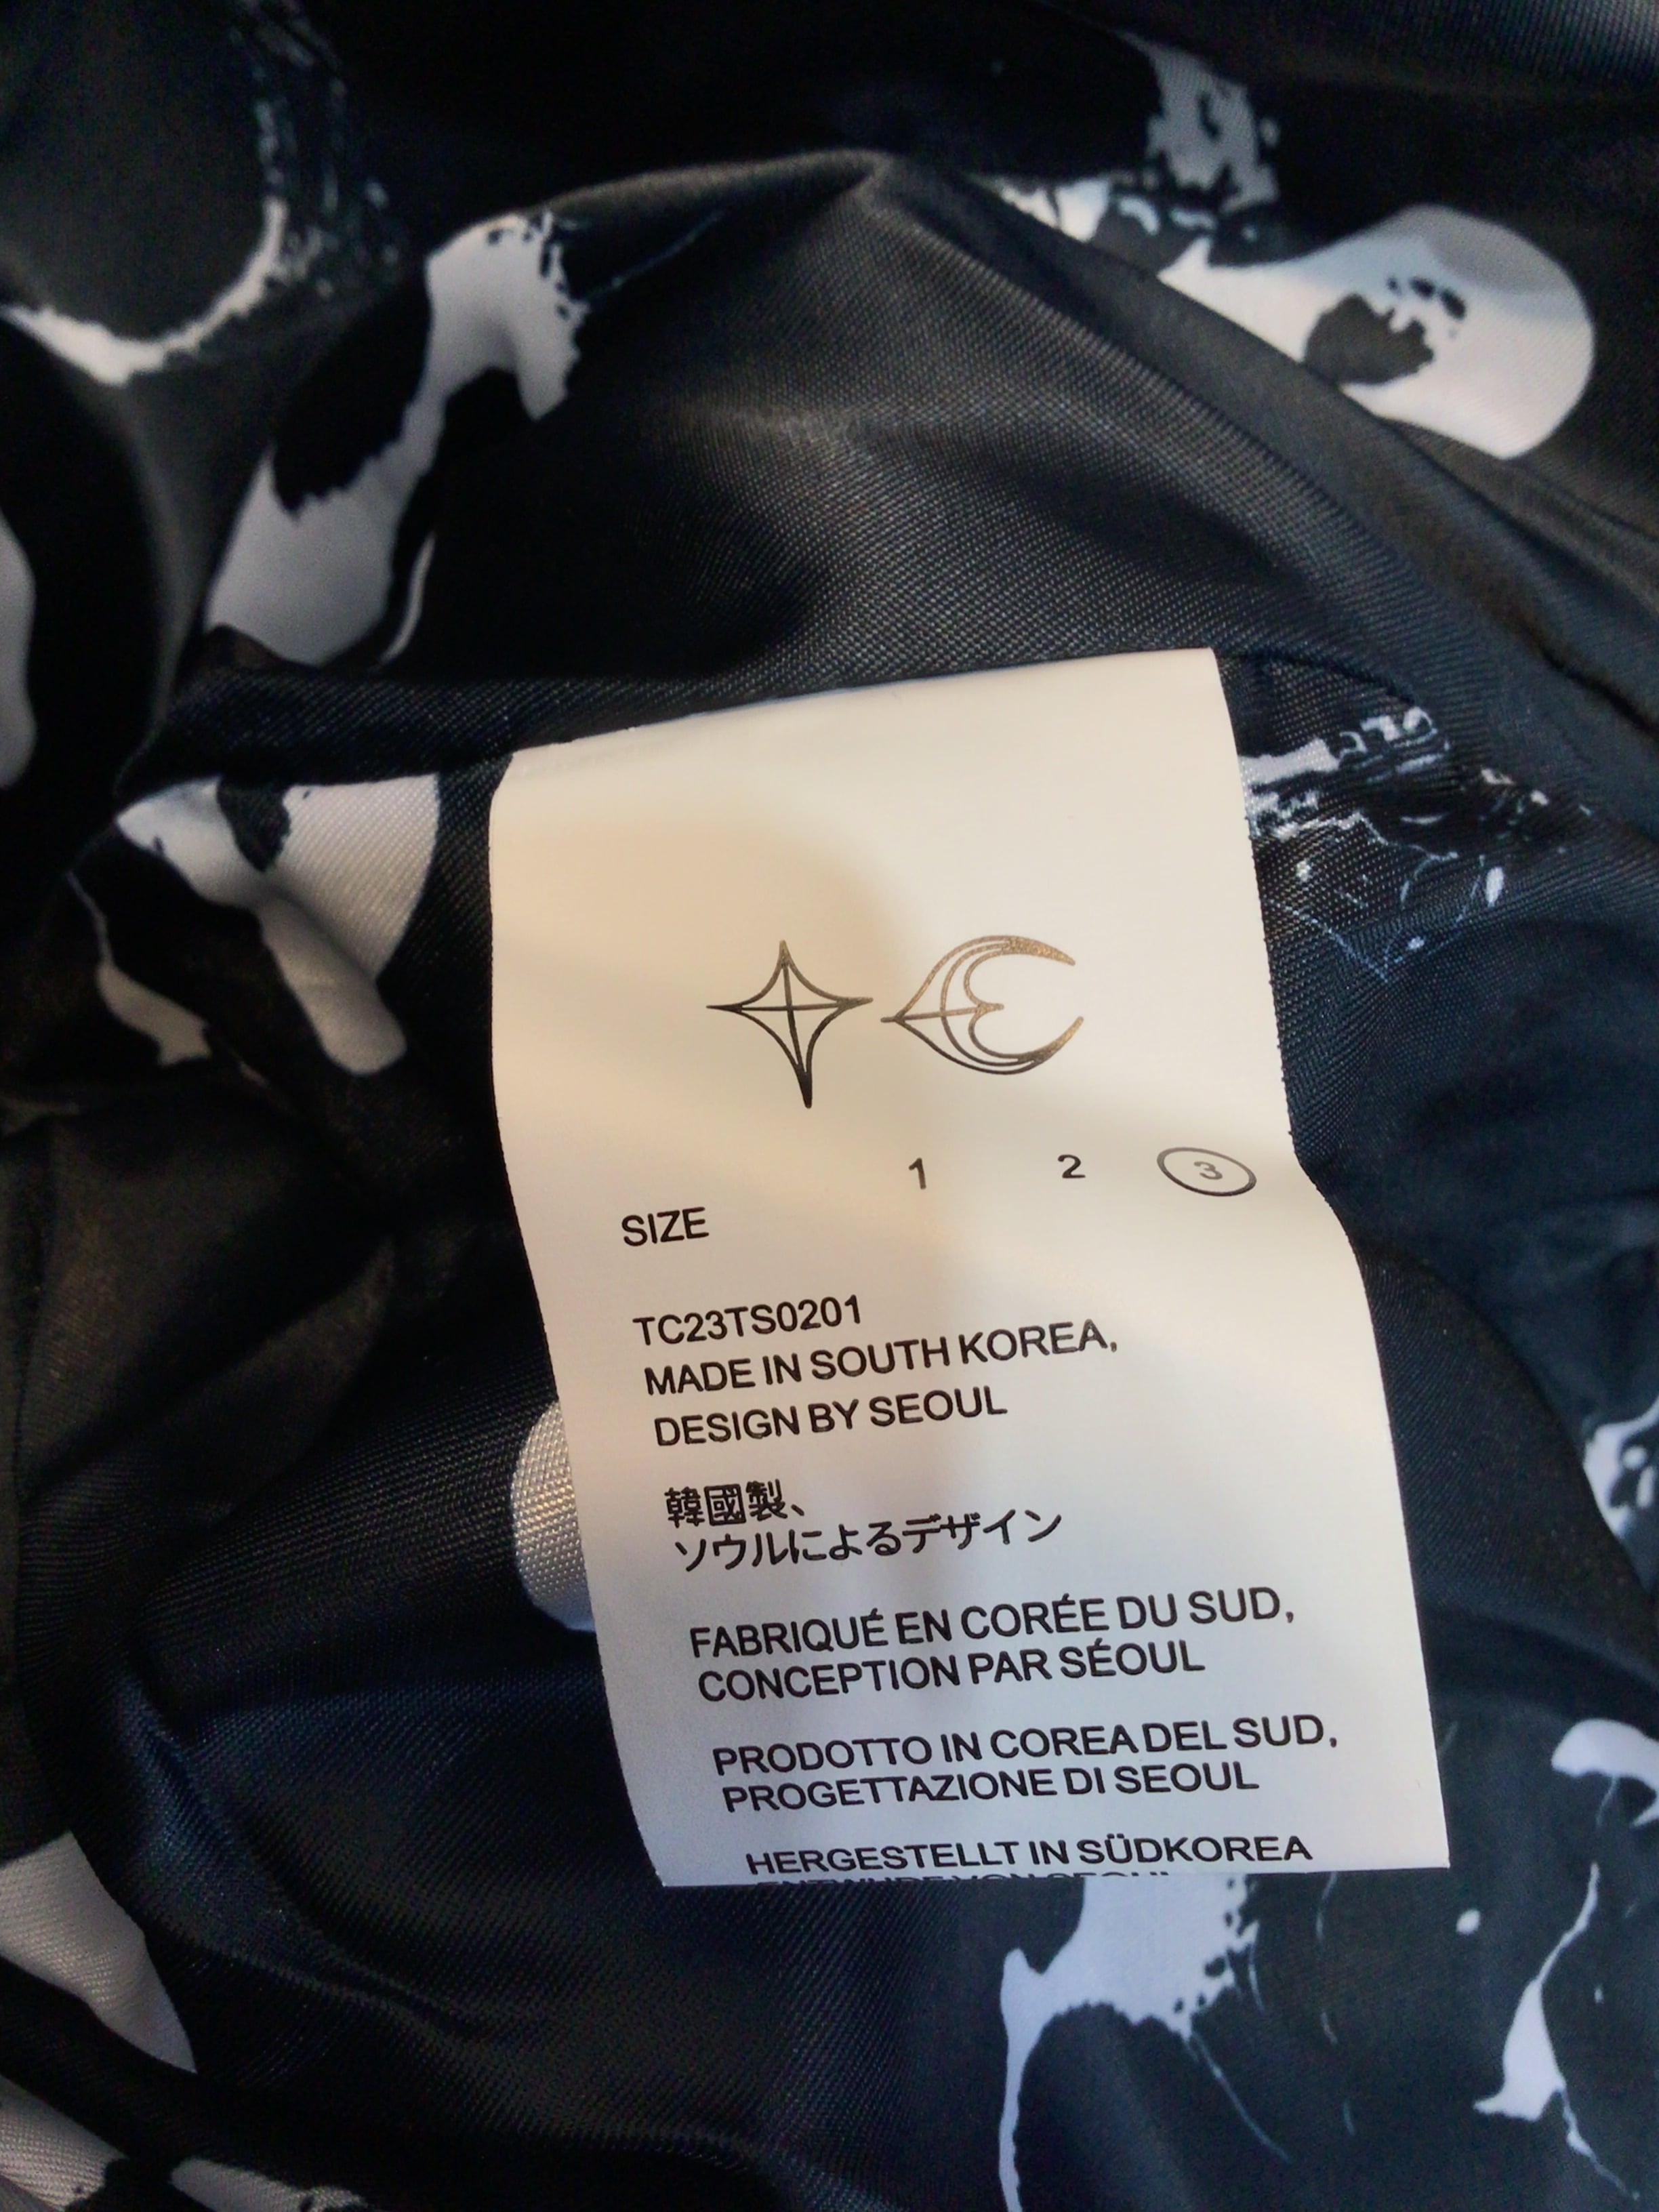 1 2 3
SIZE
TC23TS0201
MADE IN SOUTH KOREA,
DESIGN BY SEOUL
韓國製、
ソウルによるデザイン
FABRIQUÉ EN CORÉE DU SUD,
CONCEPTION PAR SÉOUL
PRODOTTO IN COREA DEL SUD,
PROGETTAZIONE DI SEOUL
HERGESTELLT IN SÜDKOREA